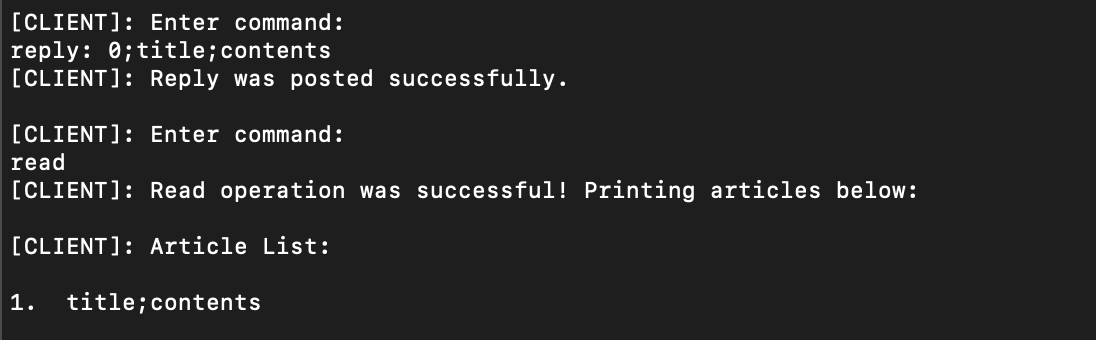 [CLIENT]: Enter command:
reply: 0;title;contents
[CLIENT]: Reply was posted successfully.
[CLIENT]: Enter command:
read
[CLIENT]: Read operation was successful! Printing articles below:
[CLIENT]: Article List:
1.  title;contents